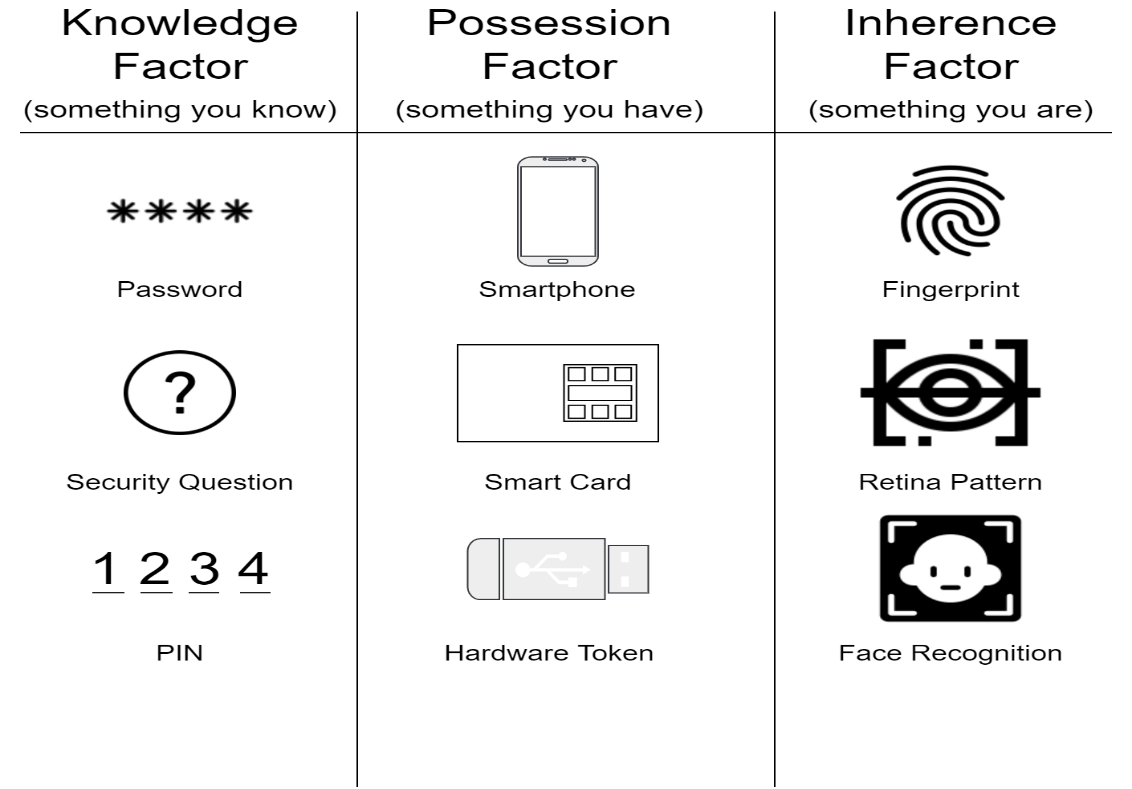 Knowledge
Factor
(something you know)
Possession
Factor
(something you have)
Inherence
Factor
(something you are)
****
Password
Smartphone
Fingerprint
?
Security Question
Smart Card
Retina Pattern
1 2 3 4
PIN
Hardware Token
Face Recognition